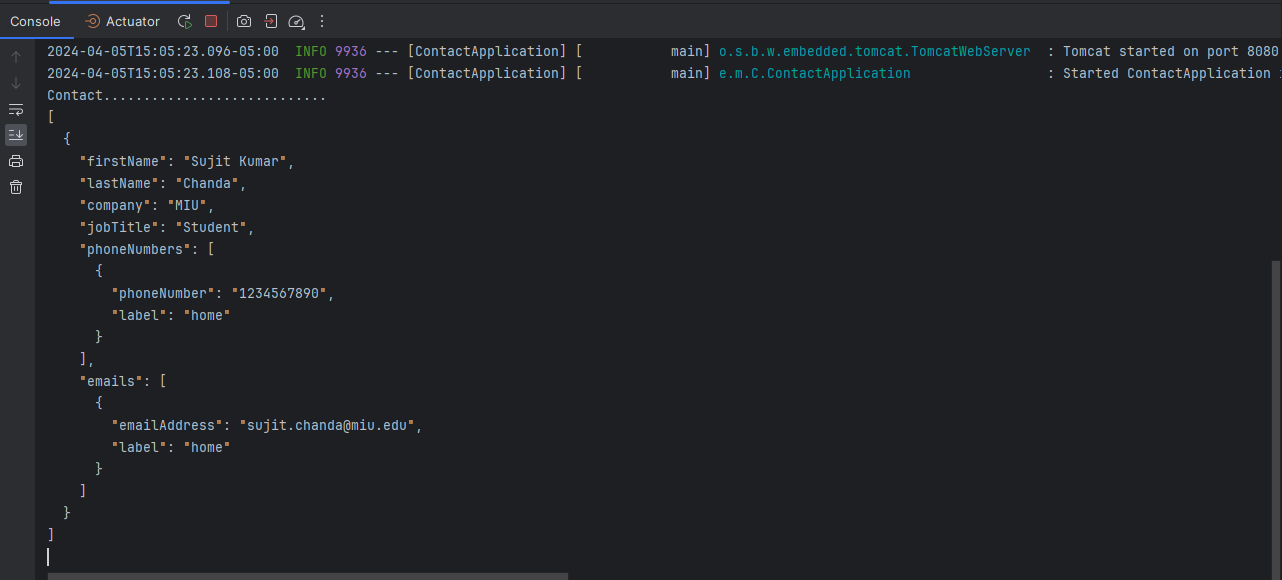 Console Actuator
2024-04-05T15:05:23.096-05:00  INFO 9936 --- [ContactApplication] [           main] o.s.b.w.embedded.tomcat.TomcatWebServer  : Tomcat started on port 8080
2024-04-05T15:05:23.108-05:00  INFO 9936 --- [ContactApplication] [           main] e.m.C.ContactApplication                 : Started ContactApplication
Contact............................
[
  {
    "firstName": "Sujit Kumar",
    "lastName": "Chanda",
    "company": "MIU",
    "jobTitle": "Student",
    "phoneNumbers": [
      {
        "phoneNumber": "1234567890",
        "label": "home"
      }
    ],
    "emails": [
      {
        "emailAddress": "sujit.chanda@miu.edu",
        "label": "home"
      }
    ]
  }
]